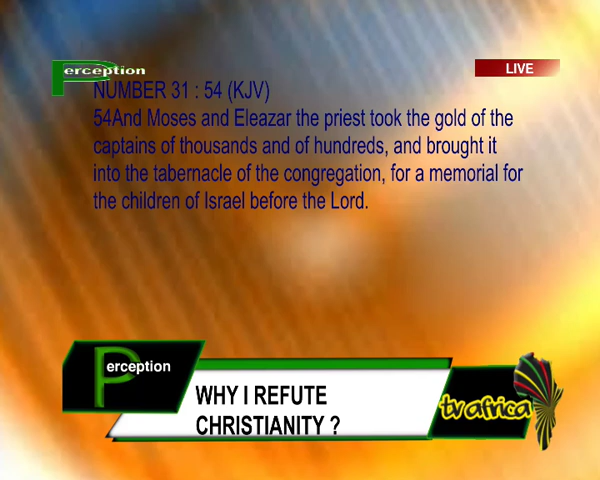 Perception
LIVE
NUMBER 31 : 54 (KJV)
54And Moses and Eleazar the priest took the gold of the
captains of thousands and of hundreds, and brought it
into the tabernacle of the congregation, for a memorial for
the children of Israel before the Lord.
Perception
WHY I REFUTE
CHRISTIANITY ?
tv africa